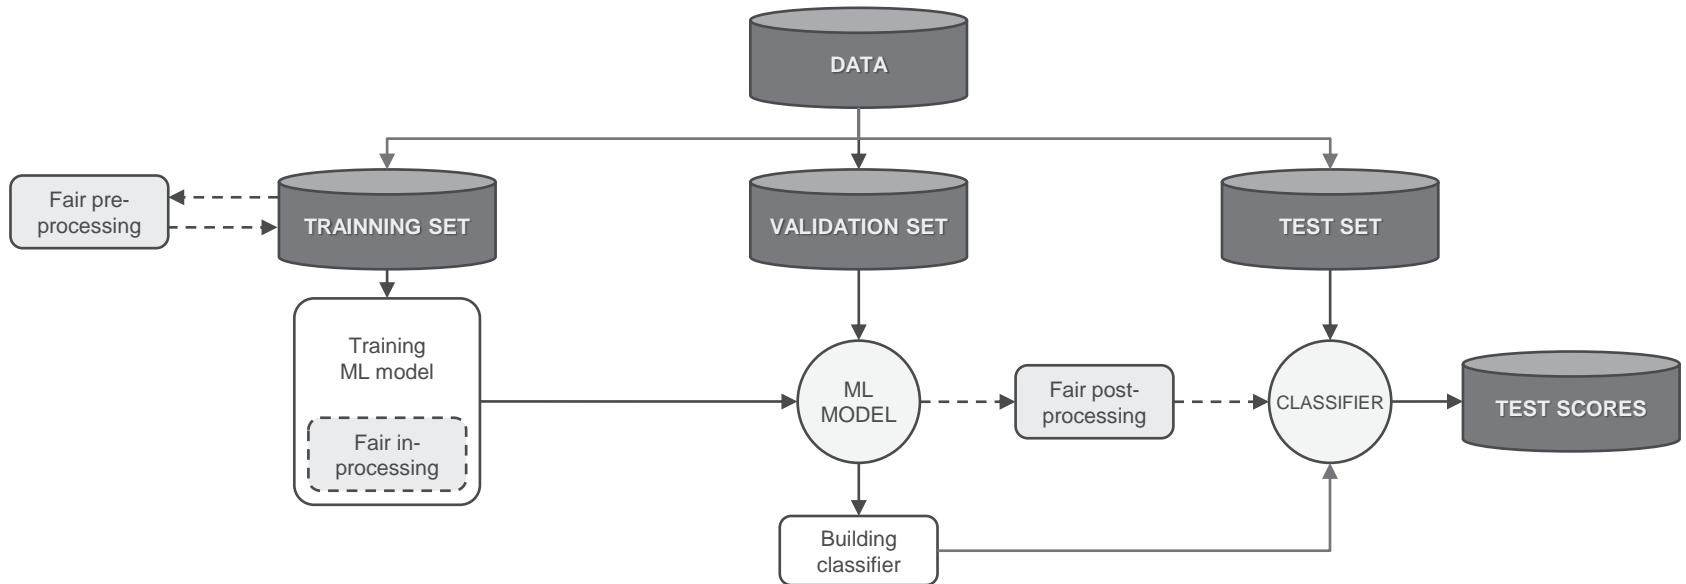 DATA
Fair pre-
processing
TRAINNING SET
VALIDATION SET
TEST SET
Training
ML model
Fair in-
processing
ML
MODEL
Fair post-
processing
CLASSIFIER
TEST SCORES
Building
classifier